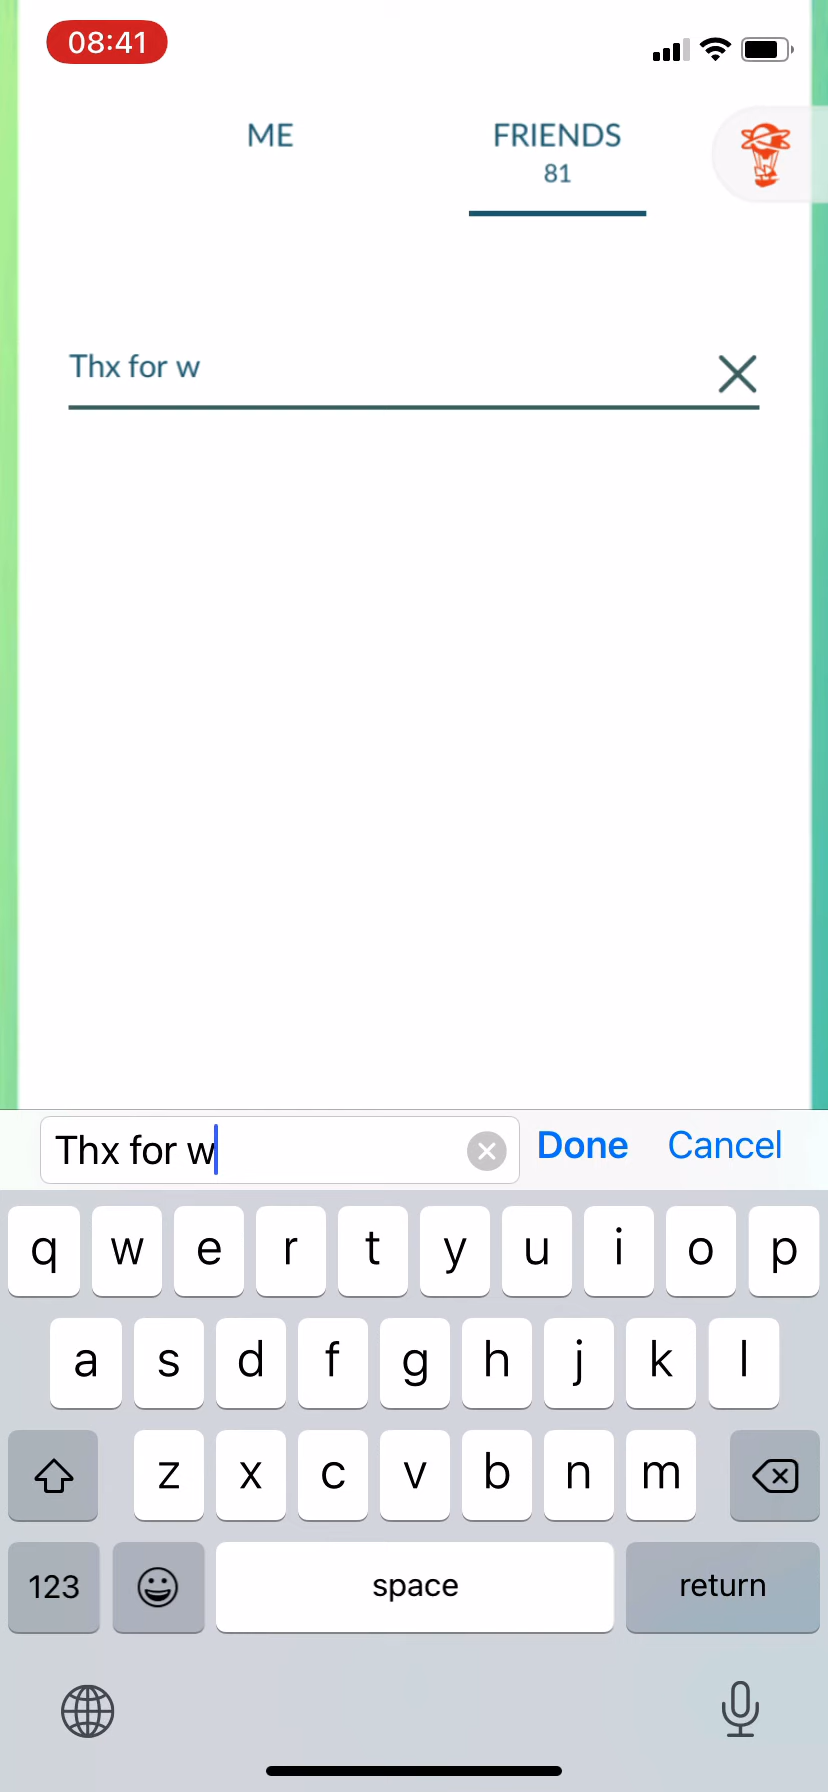 08:41
ME
FRIENDS
81
Thx for w
Thx for w
Done
Cancel
q w e r t y u i o p
a s d f g h j k l
z x c v b n m
123
space
return